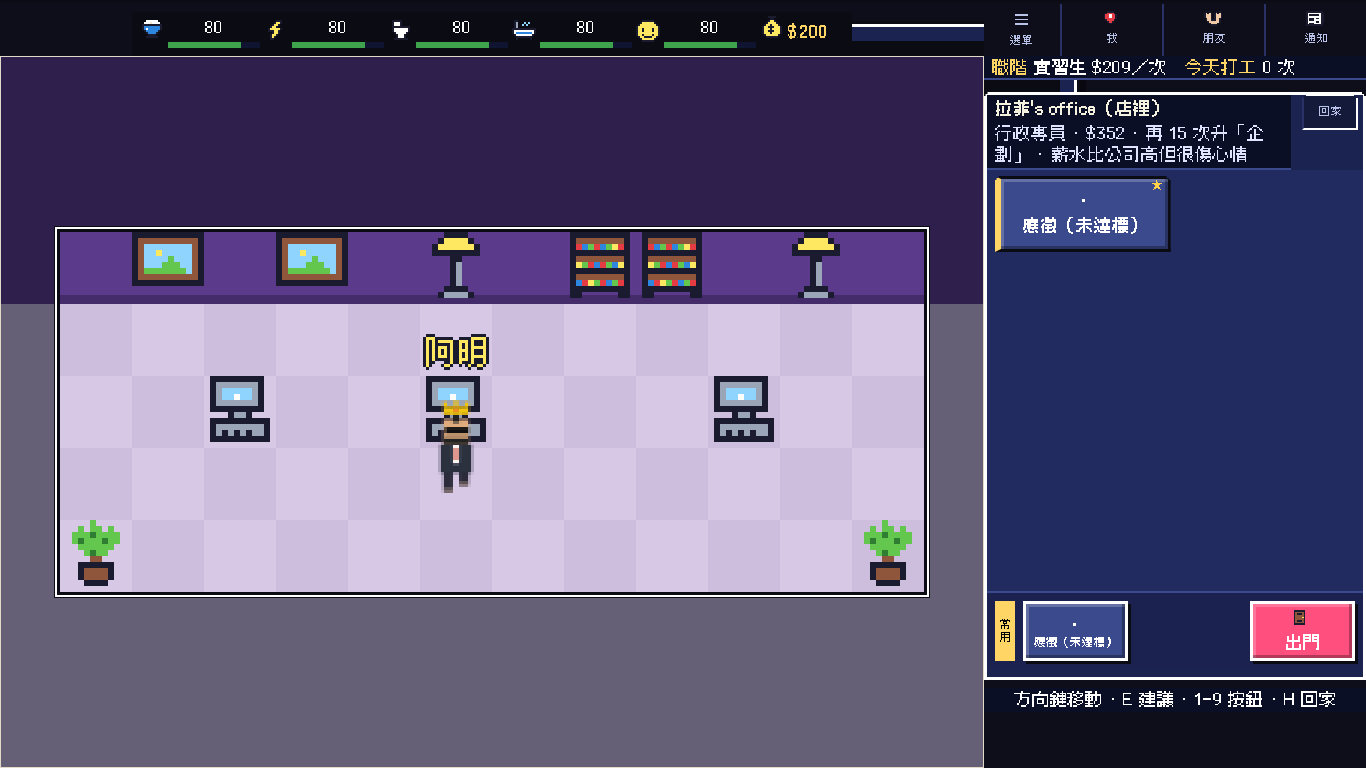 80 80 80 80 80 $200
選單 我 朋友 通知
職階 實習生 $209／次 今天打工 0 次
拉菲's office（店裡）
回家
行政專員 · $352 · 再 15 次升「企
劃」 · 薪水比公司高但很傷心情
應徵（未達標）
阿明
常用
應徵（未達標）
出門
方向鍵移動 · E 建議 · 1-9 按鈕 · H 回家